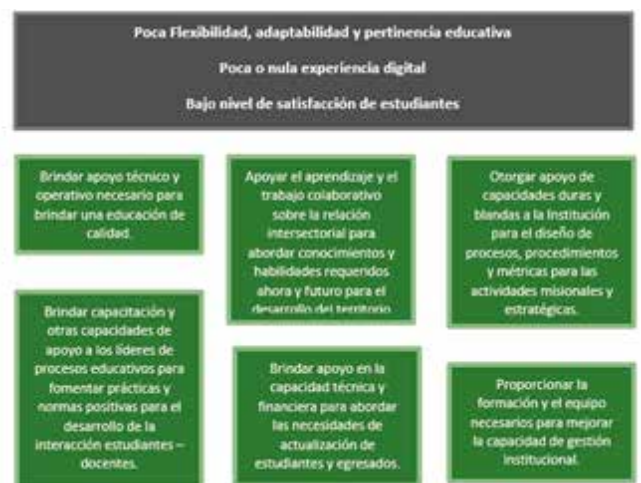 Poca Flexibilidad, adaptabilidad y pertinencia educativa
Poca o nula experiencia digital
Bajo nivel de satisfacción de estudiantes
Brindar apoyo técnico y
operativo necesario para
brindar una educación de
calidad.
Apoyar el aprendizaje y el
trabajo colaborativo
sobre la relación
intersectorial para
abordar conocimientos y
habilidades requeridos
ahora y futuro para el
desarrollo del territorio
Otorgar apoyo de
capacidades duras y
blandas a la Institución
para el diseño de
procesos, procedimientos
y métricas para las
actividades misionales y
estratégicas.
Brindar capacitación y
otras capacidades de
apoyo a los líderes de
procesos educativos para
fomentar prácticas y
normas positivas para el
desarrollo de la
interacción estudiantes –
docentes.
Brindar apoyo en la
capacidad técnica y
financiera para abordar
las necesidades de
actualización de
estudiantes y egresados.
Proporcionar la
formación y el equipo
necesarios para mejorar
la capacidad de gestión
institucional.